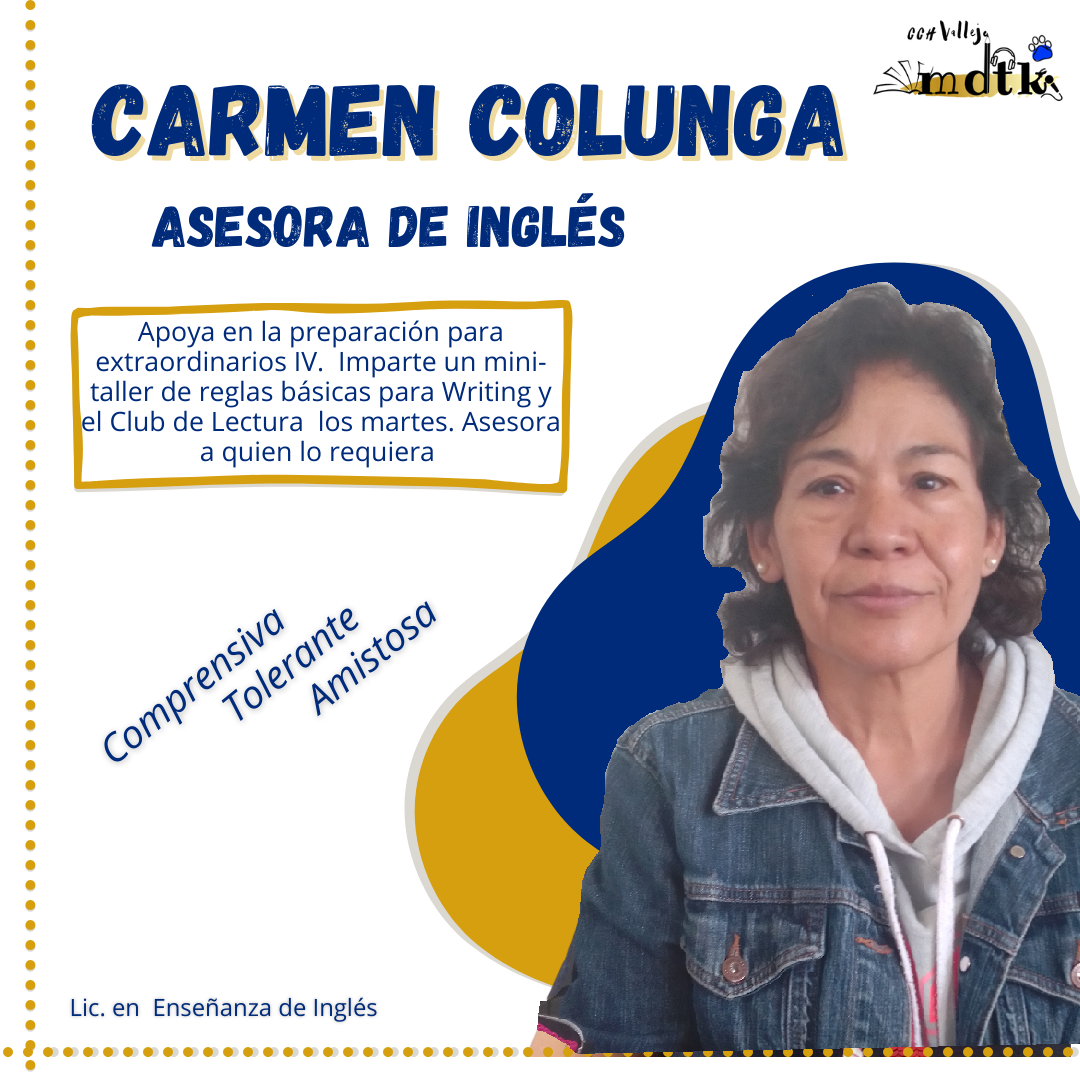 CCH Vallejo
mdtk
CARMEN COLUNGA
ASESORA DE INGLÉS
Apoya en la preparación para
extraordinarios IV. Imparte un mini-
taller de reglas básicas para Writing y
el Club de Lectura los martes. Asesora
a quien lo requiera
Comprensiva
Tolerante
Amistosa
Lic. en Enseñanza de Inglés